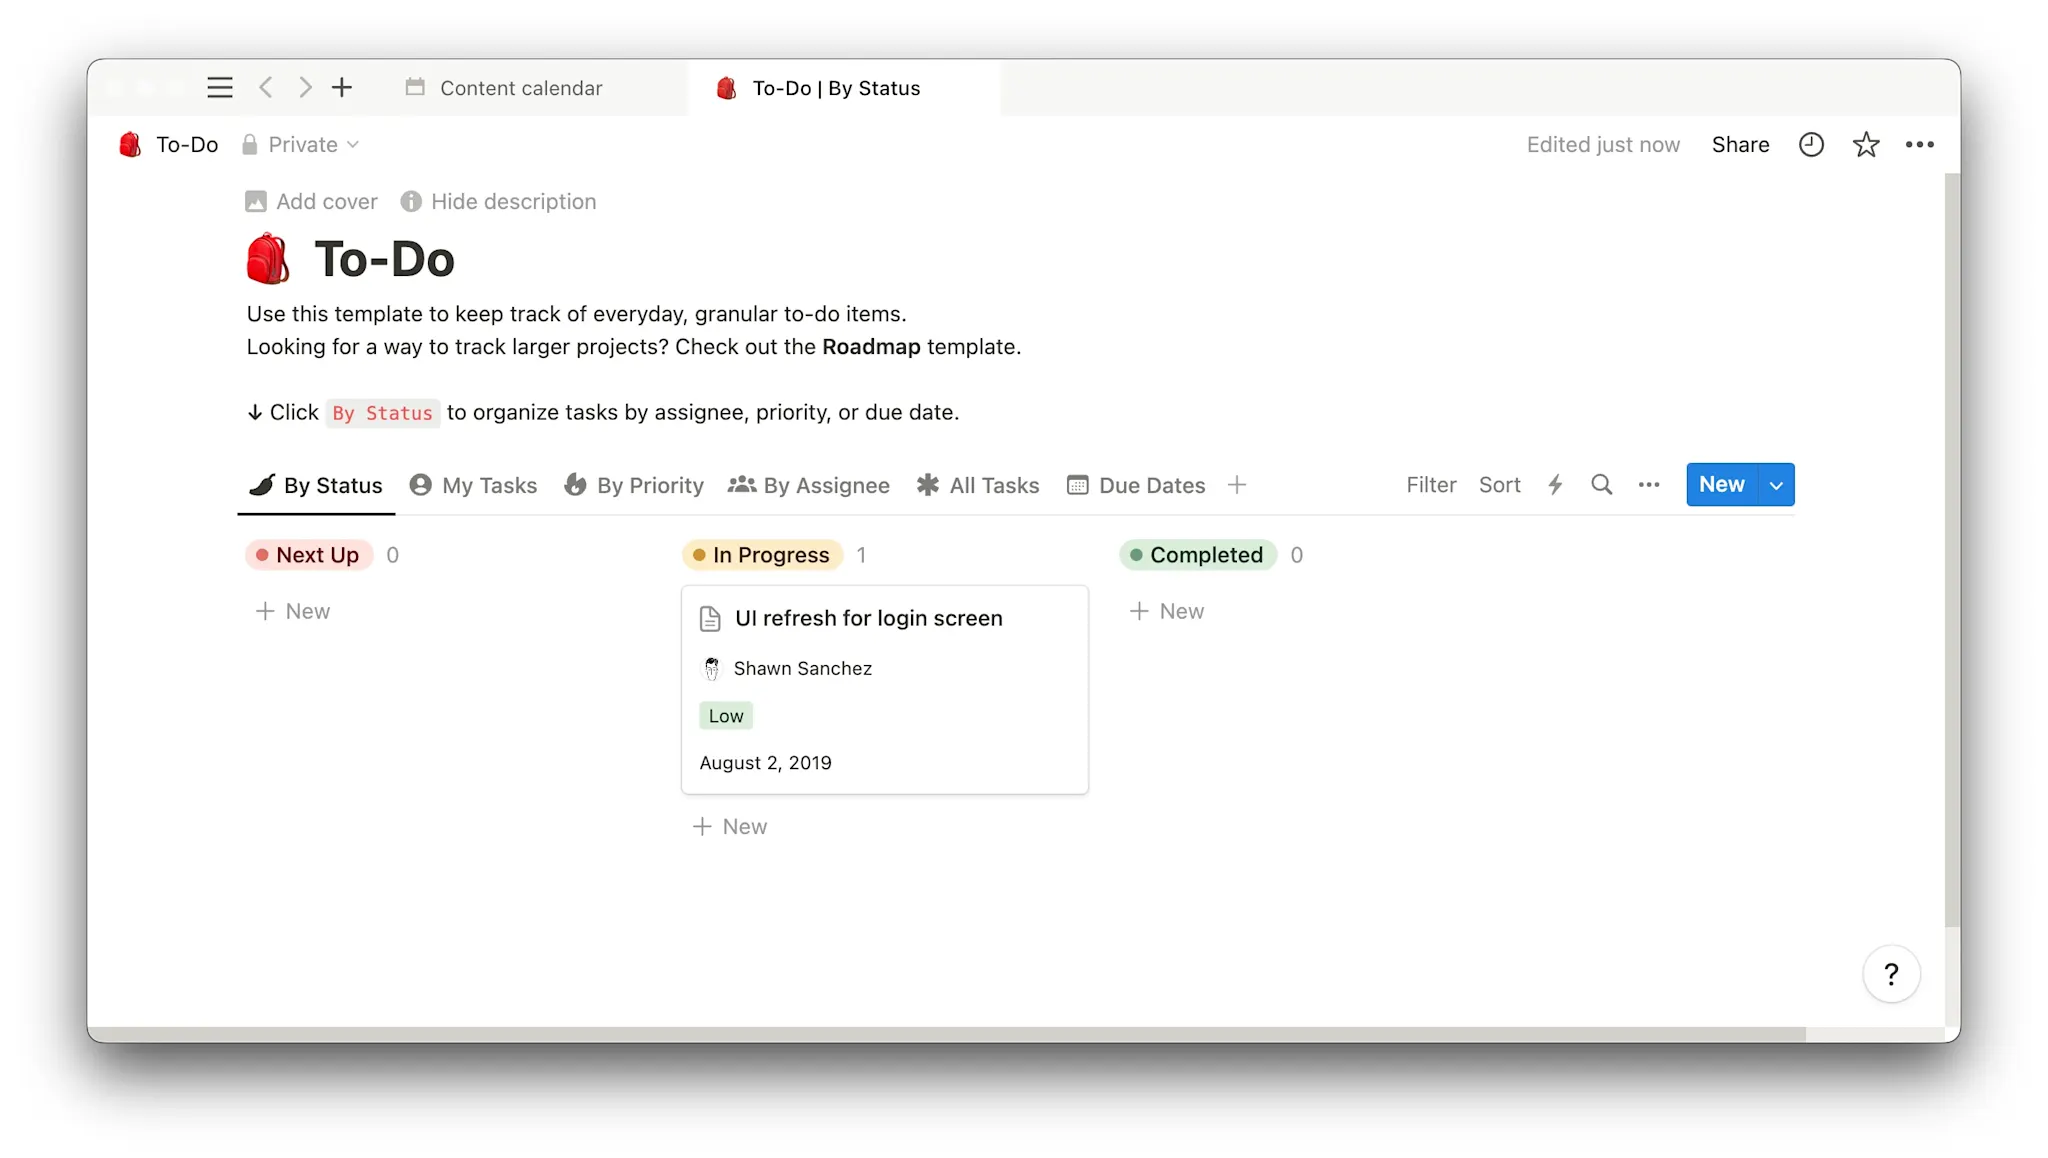 Content calendar
To-Do | By Status
To-Do Private
Edited just now Share
Add cover Hide description
To-Do
Use this template to keep track of everyday, granular to-do items.
Looking for a way to track larger projects? Check out the Roadmap template.
↓ Click By Status to organize tasks by assignee, priority, or due date.
By Status My Tasks By Priority By Assignee All Tasks Due Dates
Filter Sort New
Next Up 0
+ New
In Progress 1
UI refresh for login screen
Shawn Sanchez
Low
August 2, 2019
+ New
Completed 0
+ New
?